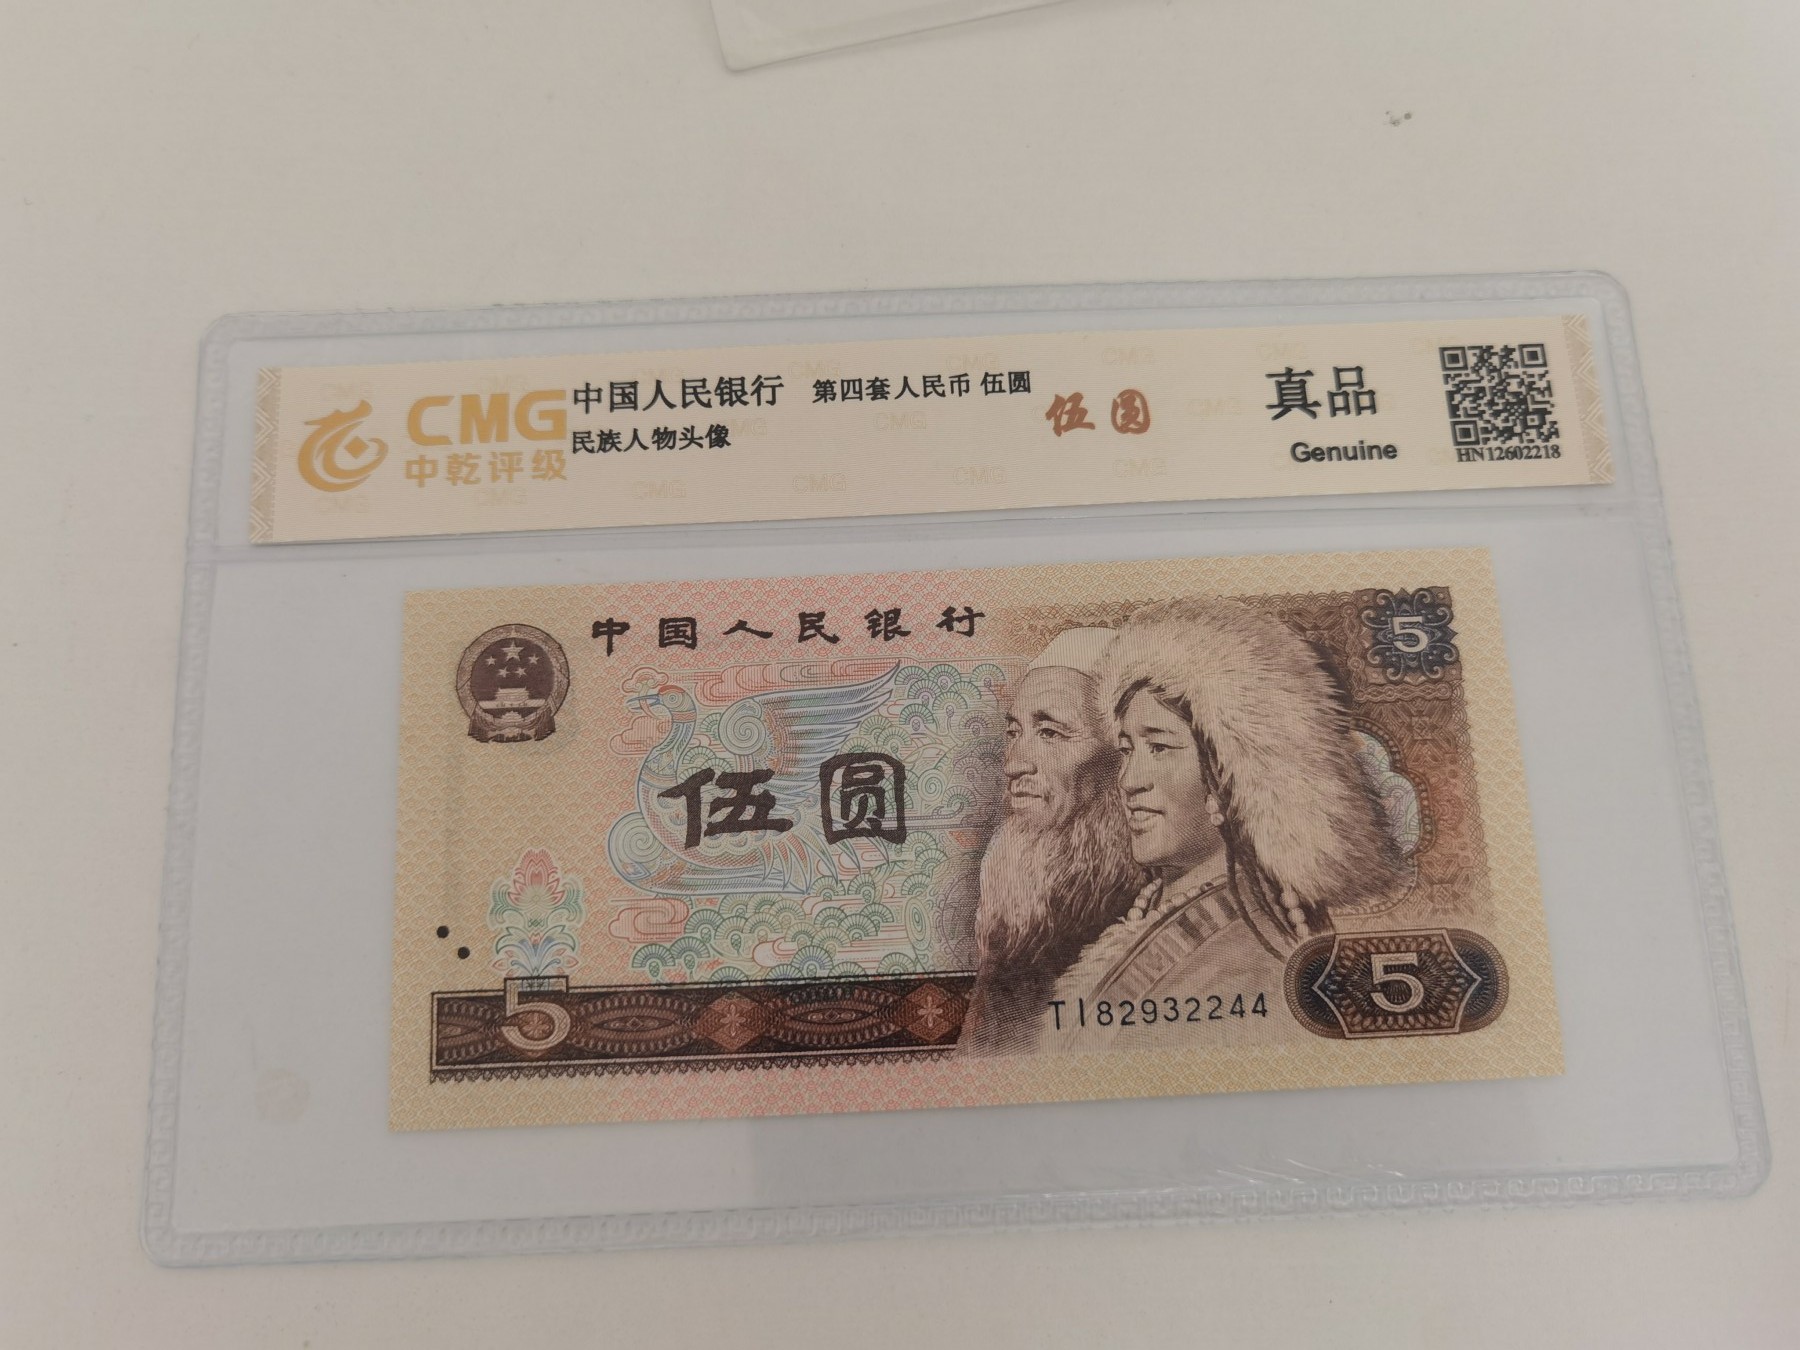 CMG
中乾评级
中国人民银行 第四套人民币 伍圆
民族人物头像
伍圆
真品
Genuine
HN12602218
中国人民银行
5
伍圆
5
TI82932244
5